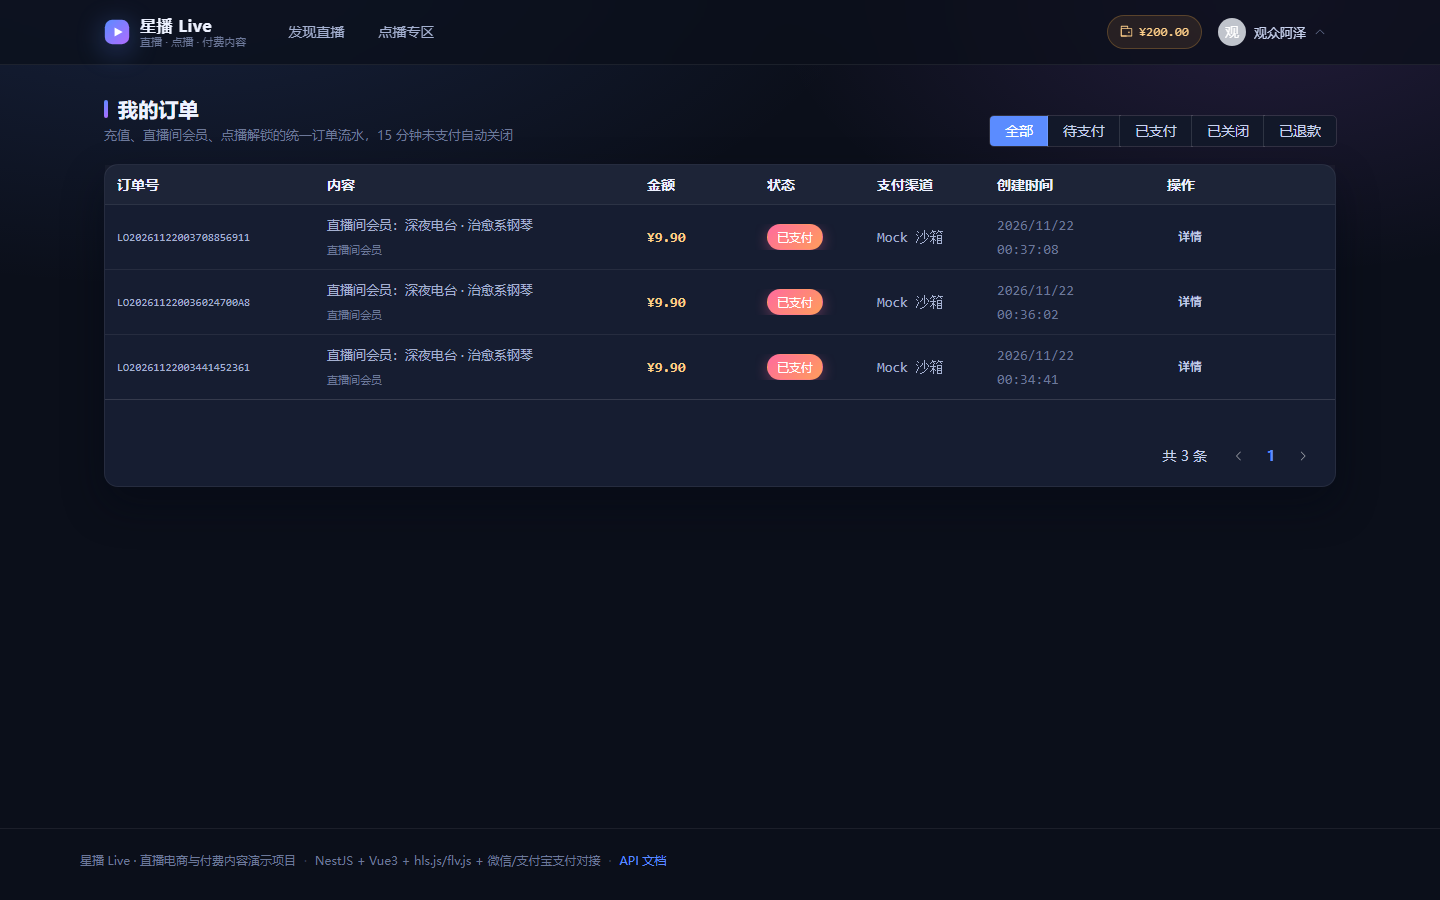 星播 Live
直播 · 点播 · 付费内容
发现直播
点播专区
¥200.00
观
观众阿泽
我的订单
充值、直播间会员、点播解锁的统一订单流水，15 分钟未支付自动关闭
全部
待支付
已支付
已关闭
已退款
订单号 内容 金额 状态 支付渠道 创建时间 操作
LO20261122003708856911 直播间会员：深夜电台 · 治愈系钢琴 ¥9.90 已支付 Mock 沙箱 2026/11/22 详情
直播间会员 00:37:08
LO202611220036024700A8 直播间会员：深夜电台 · 治愈系钢琴 ¥9.90 已支付 Mock 沙箱 2026/11/22 详情
直播间会员 00:36:02
LO20261122003441452361 直播间会员：深夜电台 · 治愈系钢琴 ¥9.90 已支付 Mock 沙箱 2026/11/22 详情
直播间会员 00:34:41
共 3 条 1
星播 Live · 直播电商与付费内容演示项目 · NestJS + Vue3 + hls.js/flv.js + 微信/支付宝支付对接 · API 文档